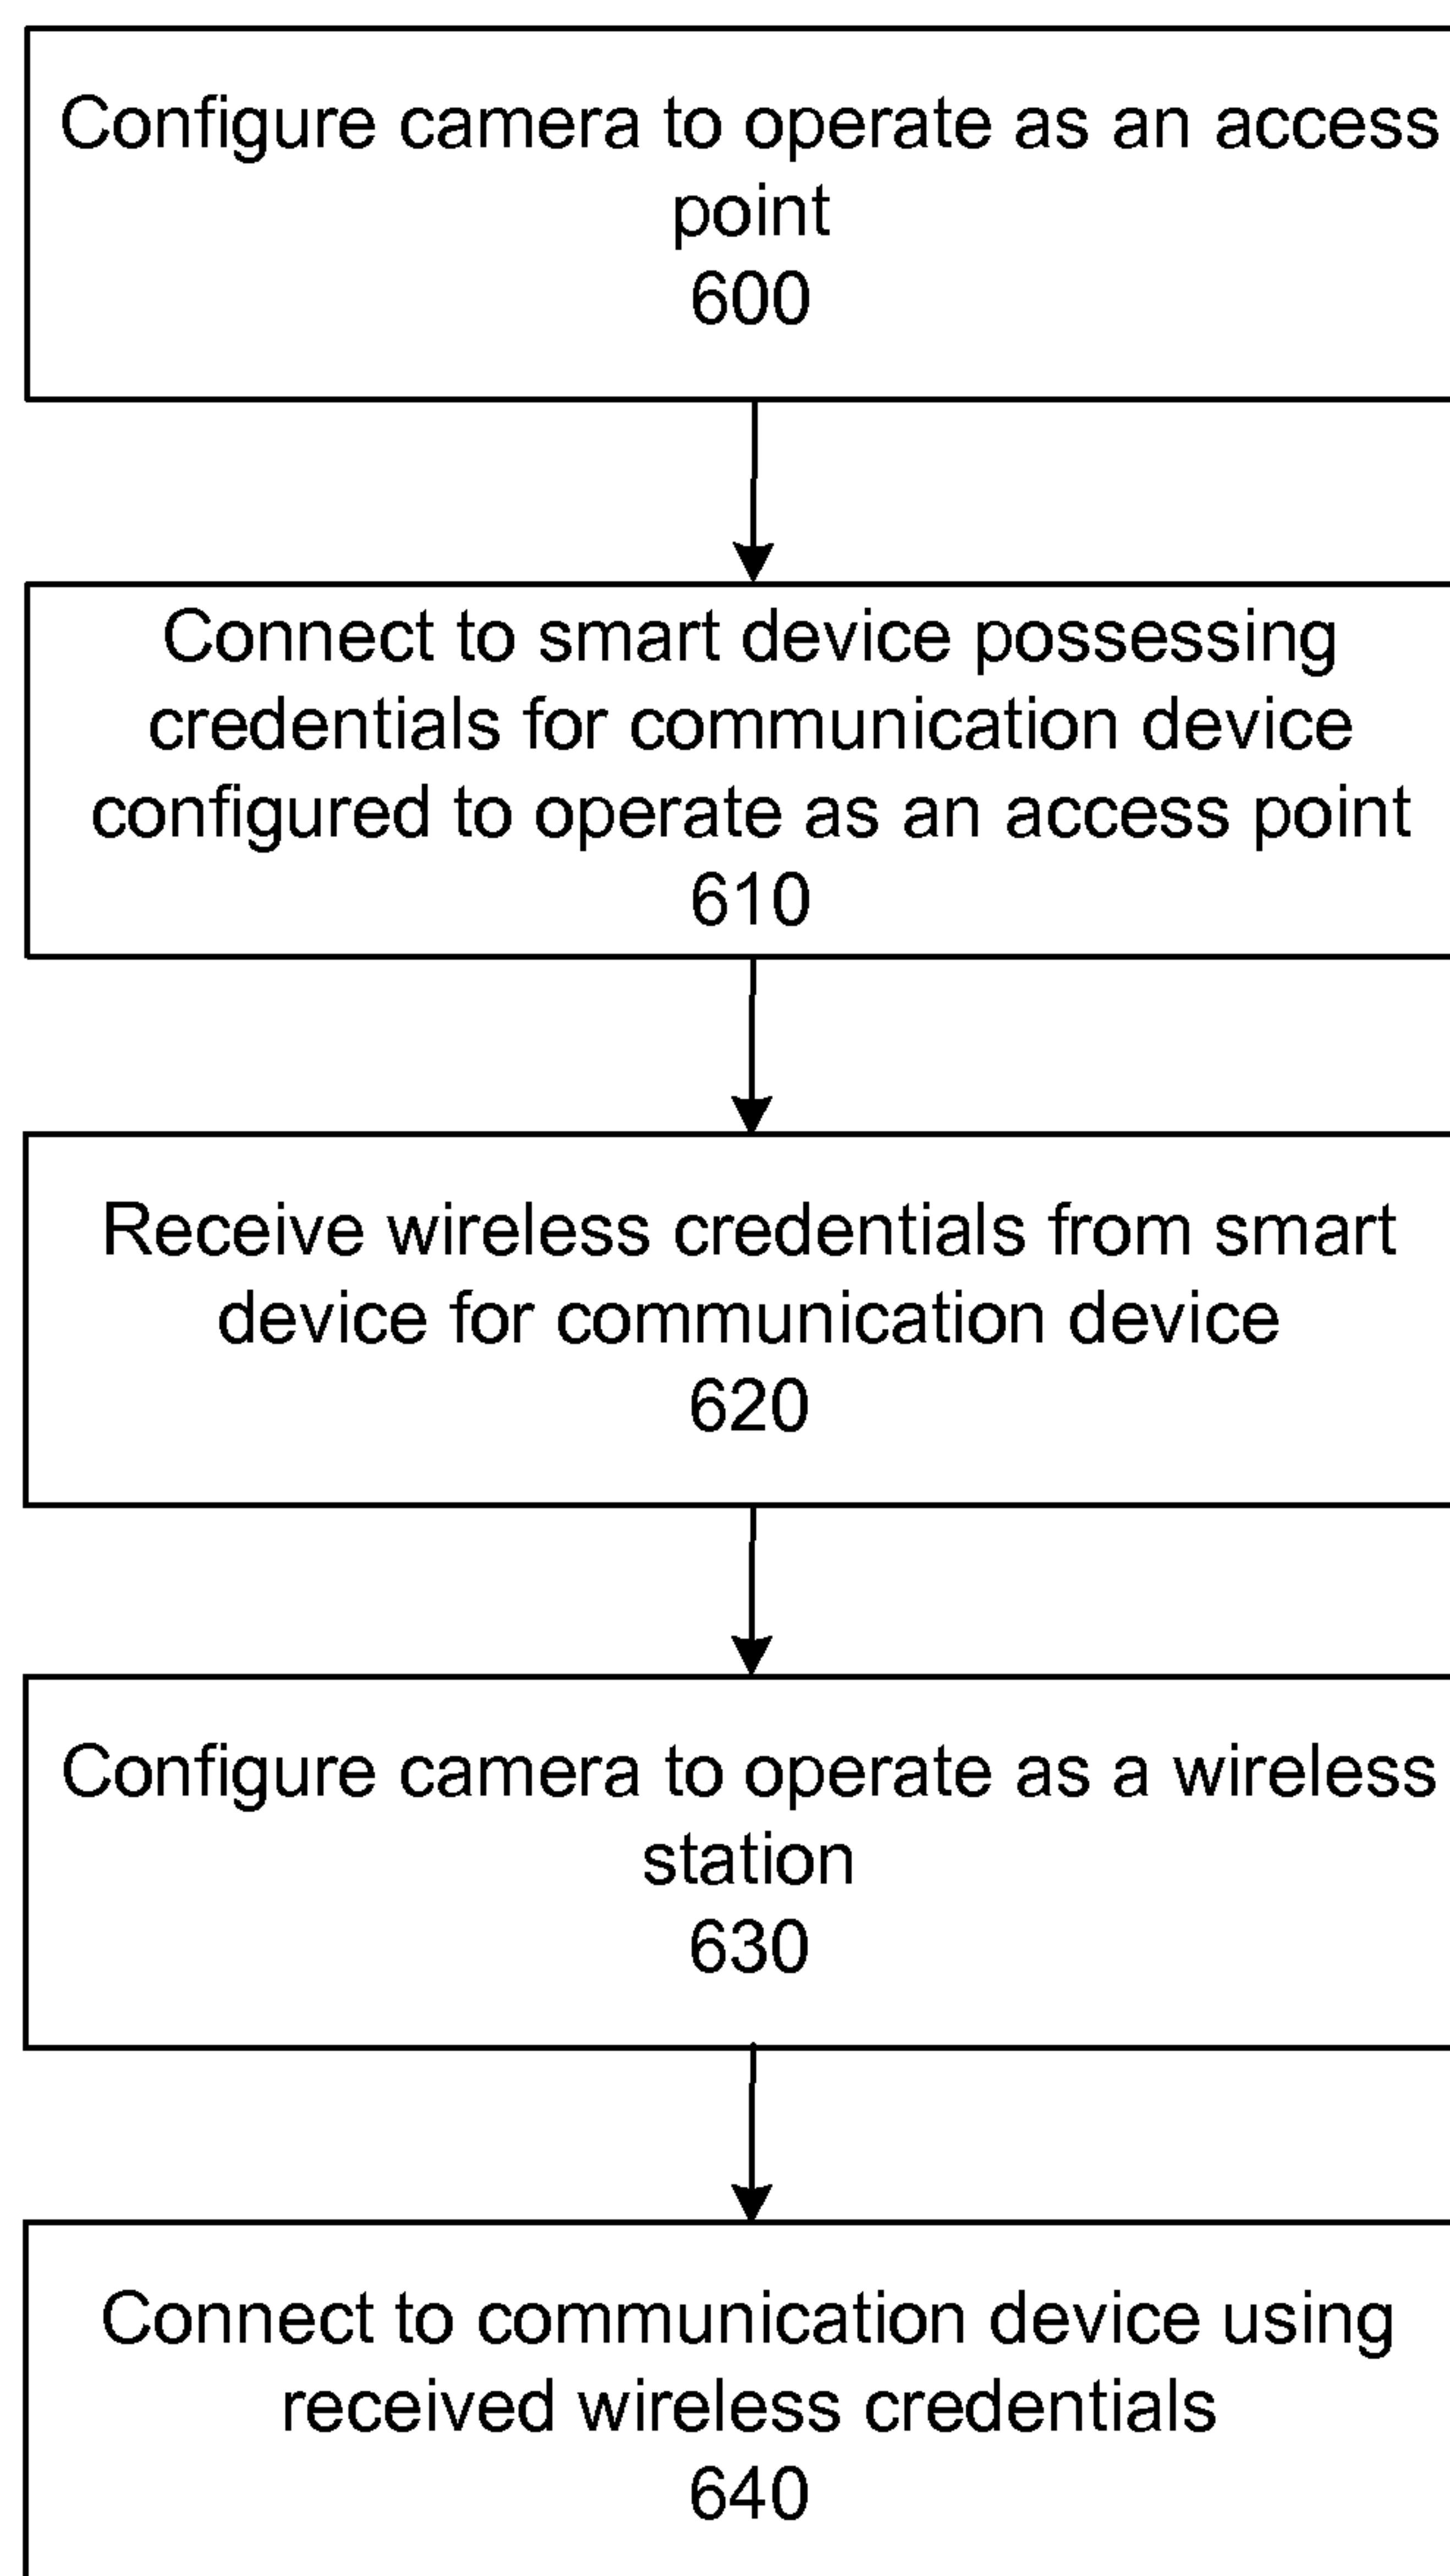 Configure camera to operate as an access
point
600
Connect to smart device possessing
credentials for communication device
configured to operate as an access point
610
Receive wireless credentials from smart
device for communication device
620
Configure camera to operate as a wireless
station
630
Connect to communication device using
received wireless credentials
640